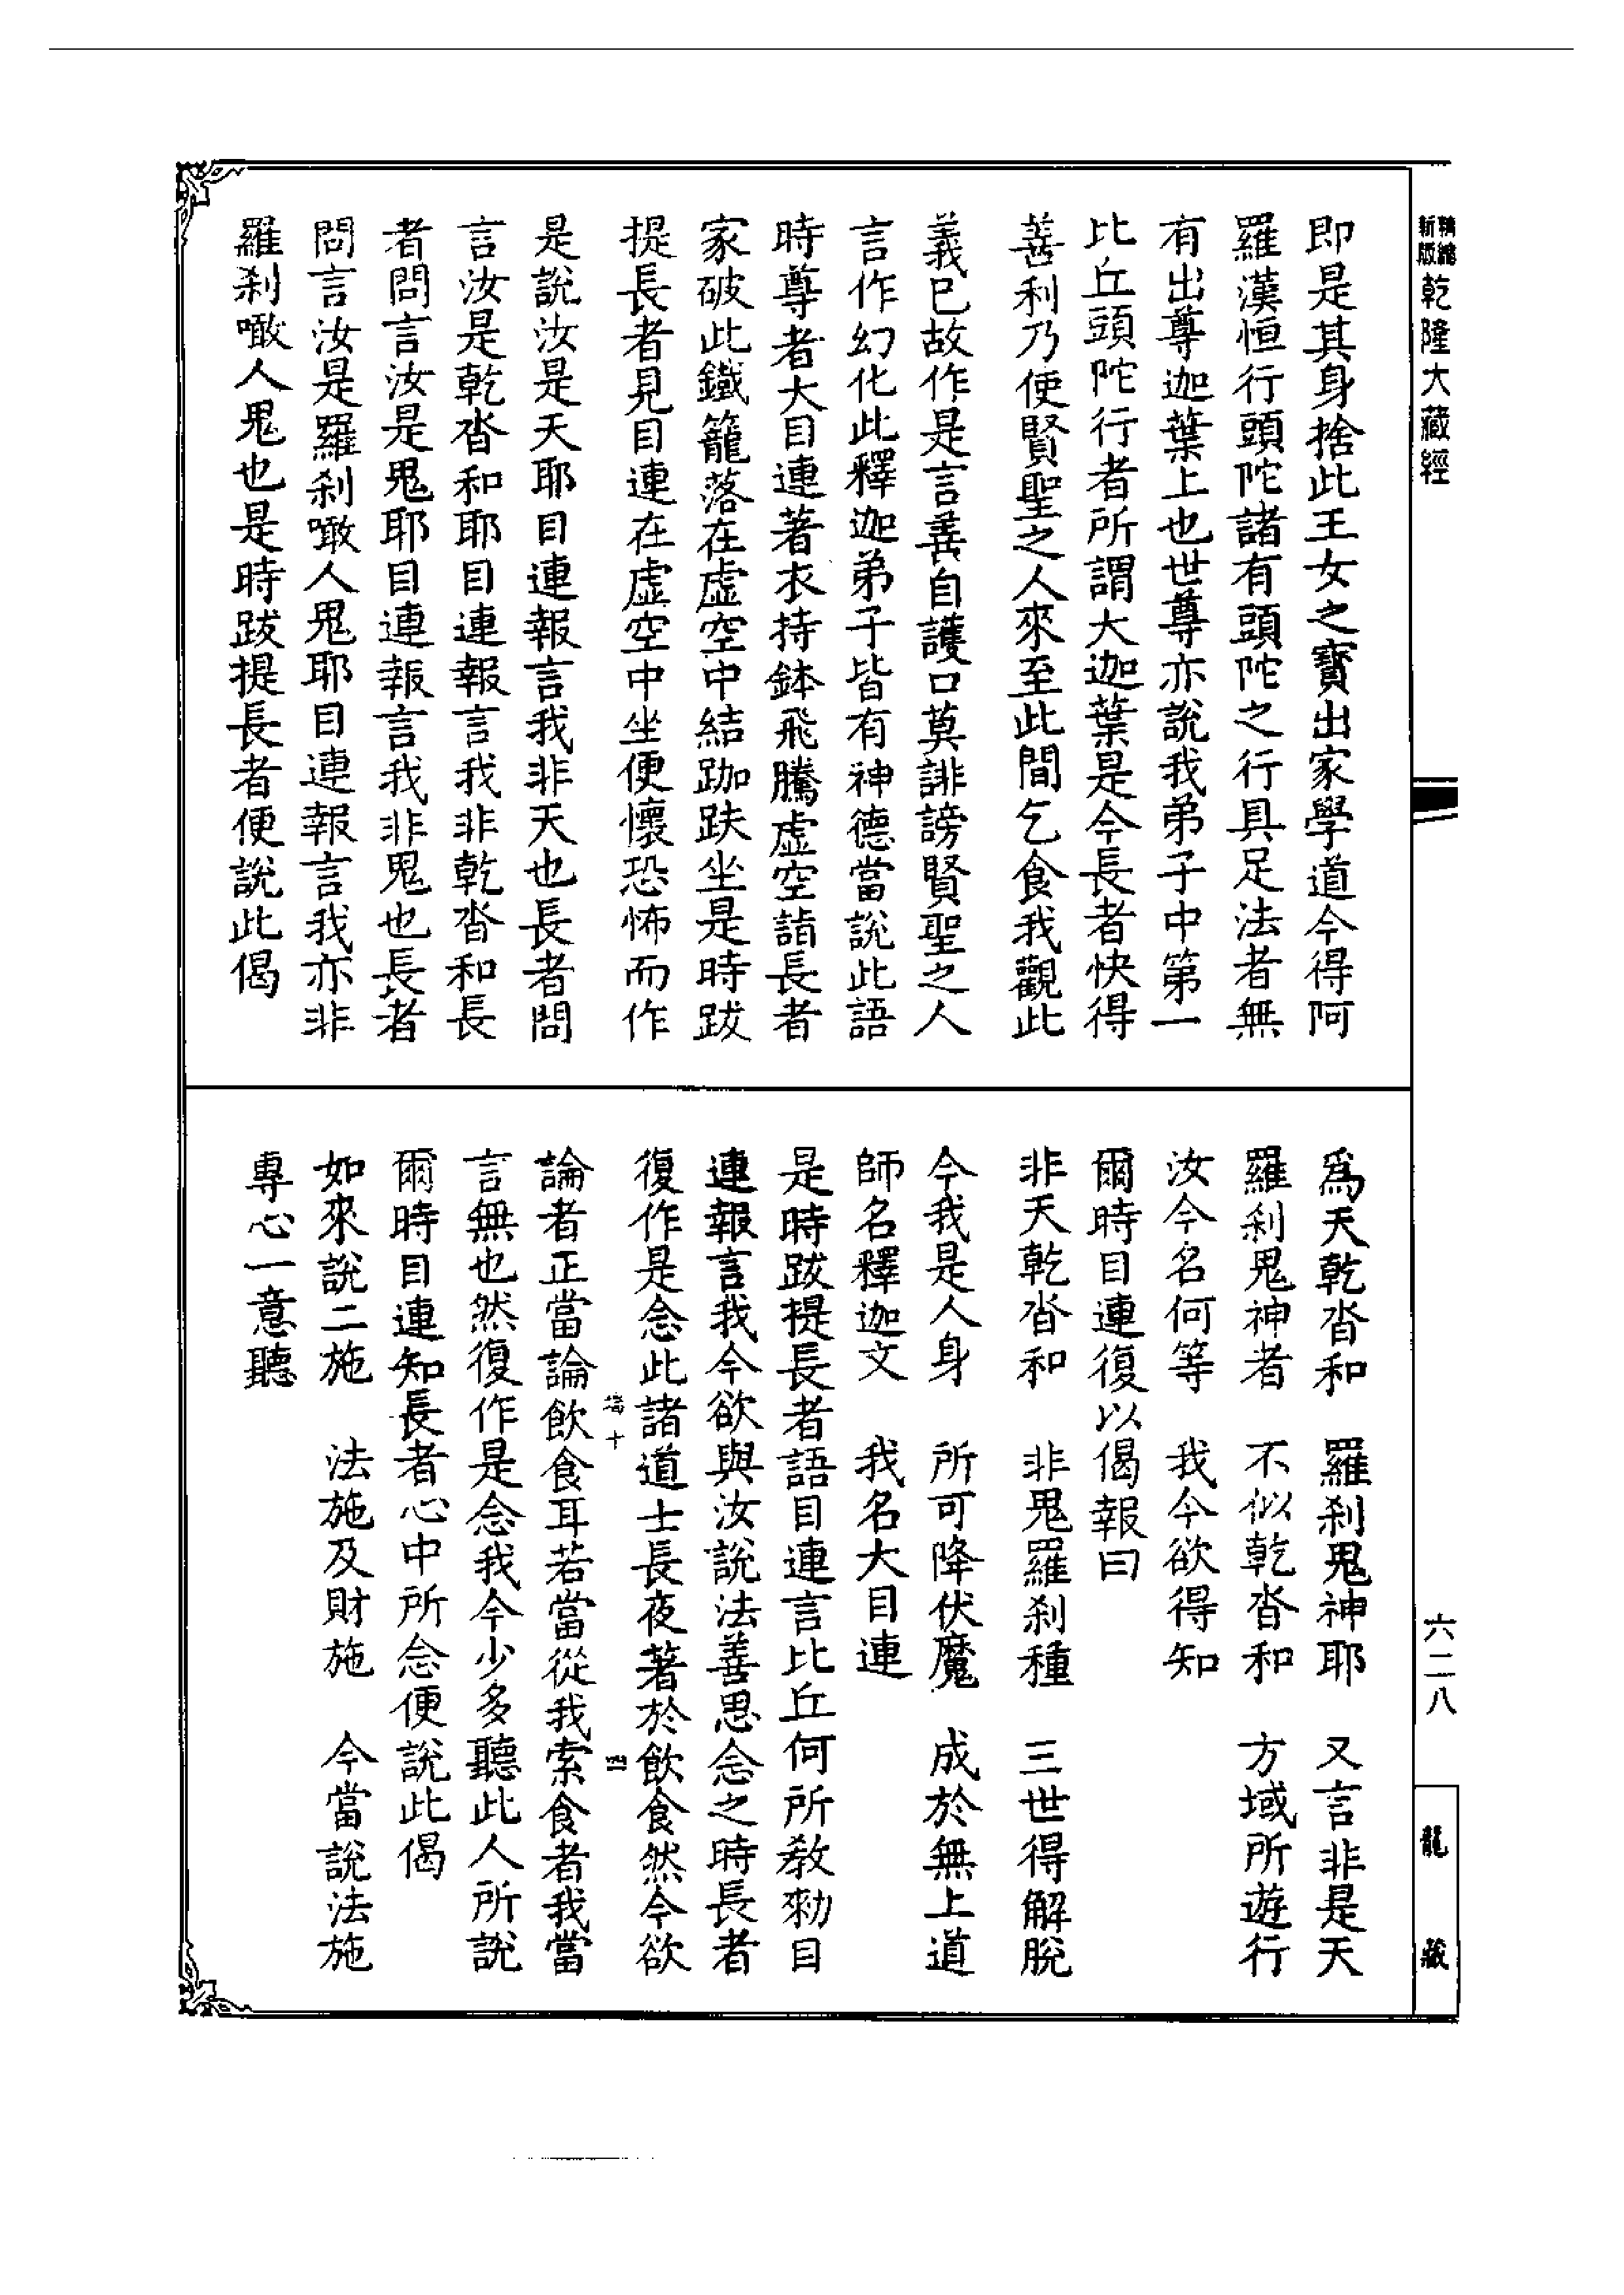 精縮新版乾隆大藏經
六二八
龍藏
即是其身捨此王女之寶出家學道今得阿
羅漢恒行頭陀諸有頭陀之行具足法者無
有出尊迦葉上也世尊亦說我弟子中第一
比丘頭陀行者所謂大迦葉是今長者快得
善利乃使賢聖之人來至此間乞食我觀此
義已故作是言善自護口莫誹謗賢聖之人
言作幻化此釋迦弟子皆有神德當說此語
時尊者大目連著衣持鉢飛騰虛空詣長者
家破此鐵籠落在虛空中結跏趺坐是時跋
提長者見目連在虛空中坐便懷恐怖而作
是說汝是天耶目連報言我非天也長者問
言汝是乾沓和耶目連報言我非乾沓和長
者問言汝是鬼耶目連報言我非鬼也長者
問言汝是羅刹噉人鬼耶目連報言我亦非
羅刹噉人鬼也是時跋提長者便說此偈
爲天乾沓和　羅刹鬼神耶　又言非是天
羅刹鬼神者　不似乾沓和　方域所遊行
汝今名何等　我今欲得知
爾時目連復以偈報曰
非天乾沓和　非鬼羅刹種　三世得解脫
今我是人身　所可降伏魔　成於無上道
師名釋迦文　我名大目連
是時跋提長者語目連言比丘何所教勑目
連報言我今欲與汝說法善思念之時長者
復作是念此諸道士長夜著於飲食然今欲
論者正當論飲食耳若當從我索食者我當
言無也然復作是念我今少多聽此人所說
爾時目連知長者心中所念便說此偈
如來說二施　法施及財施　今當說法施
專心一意聽